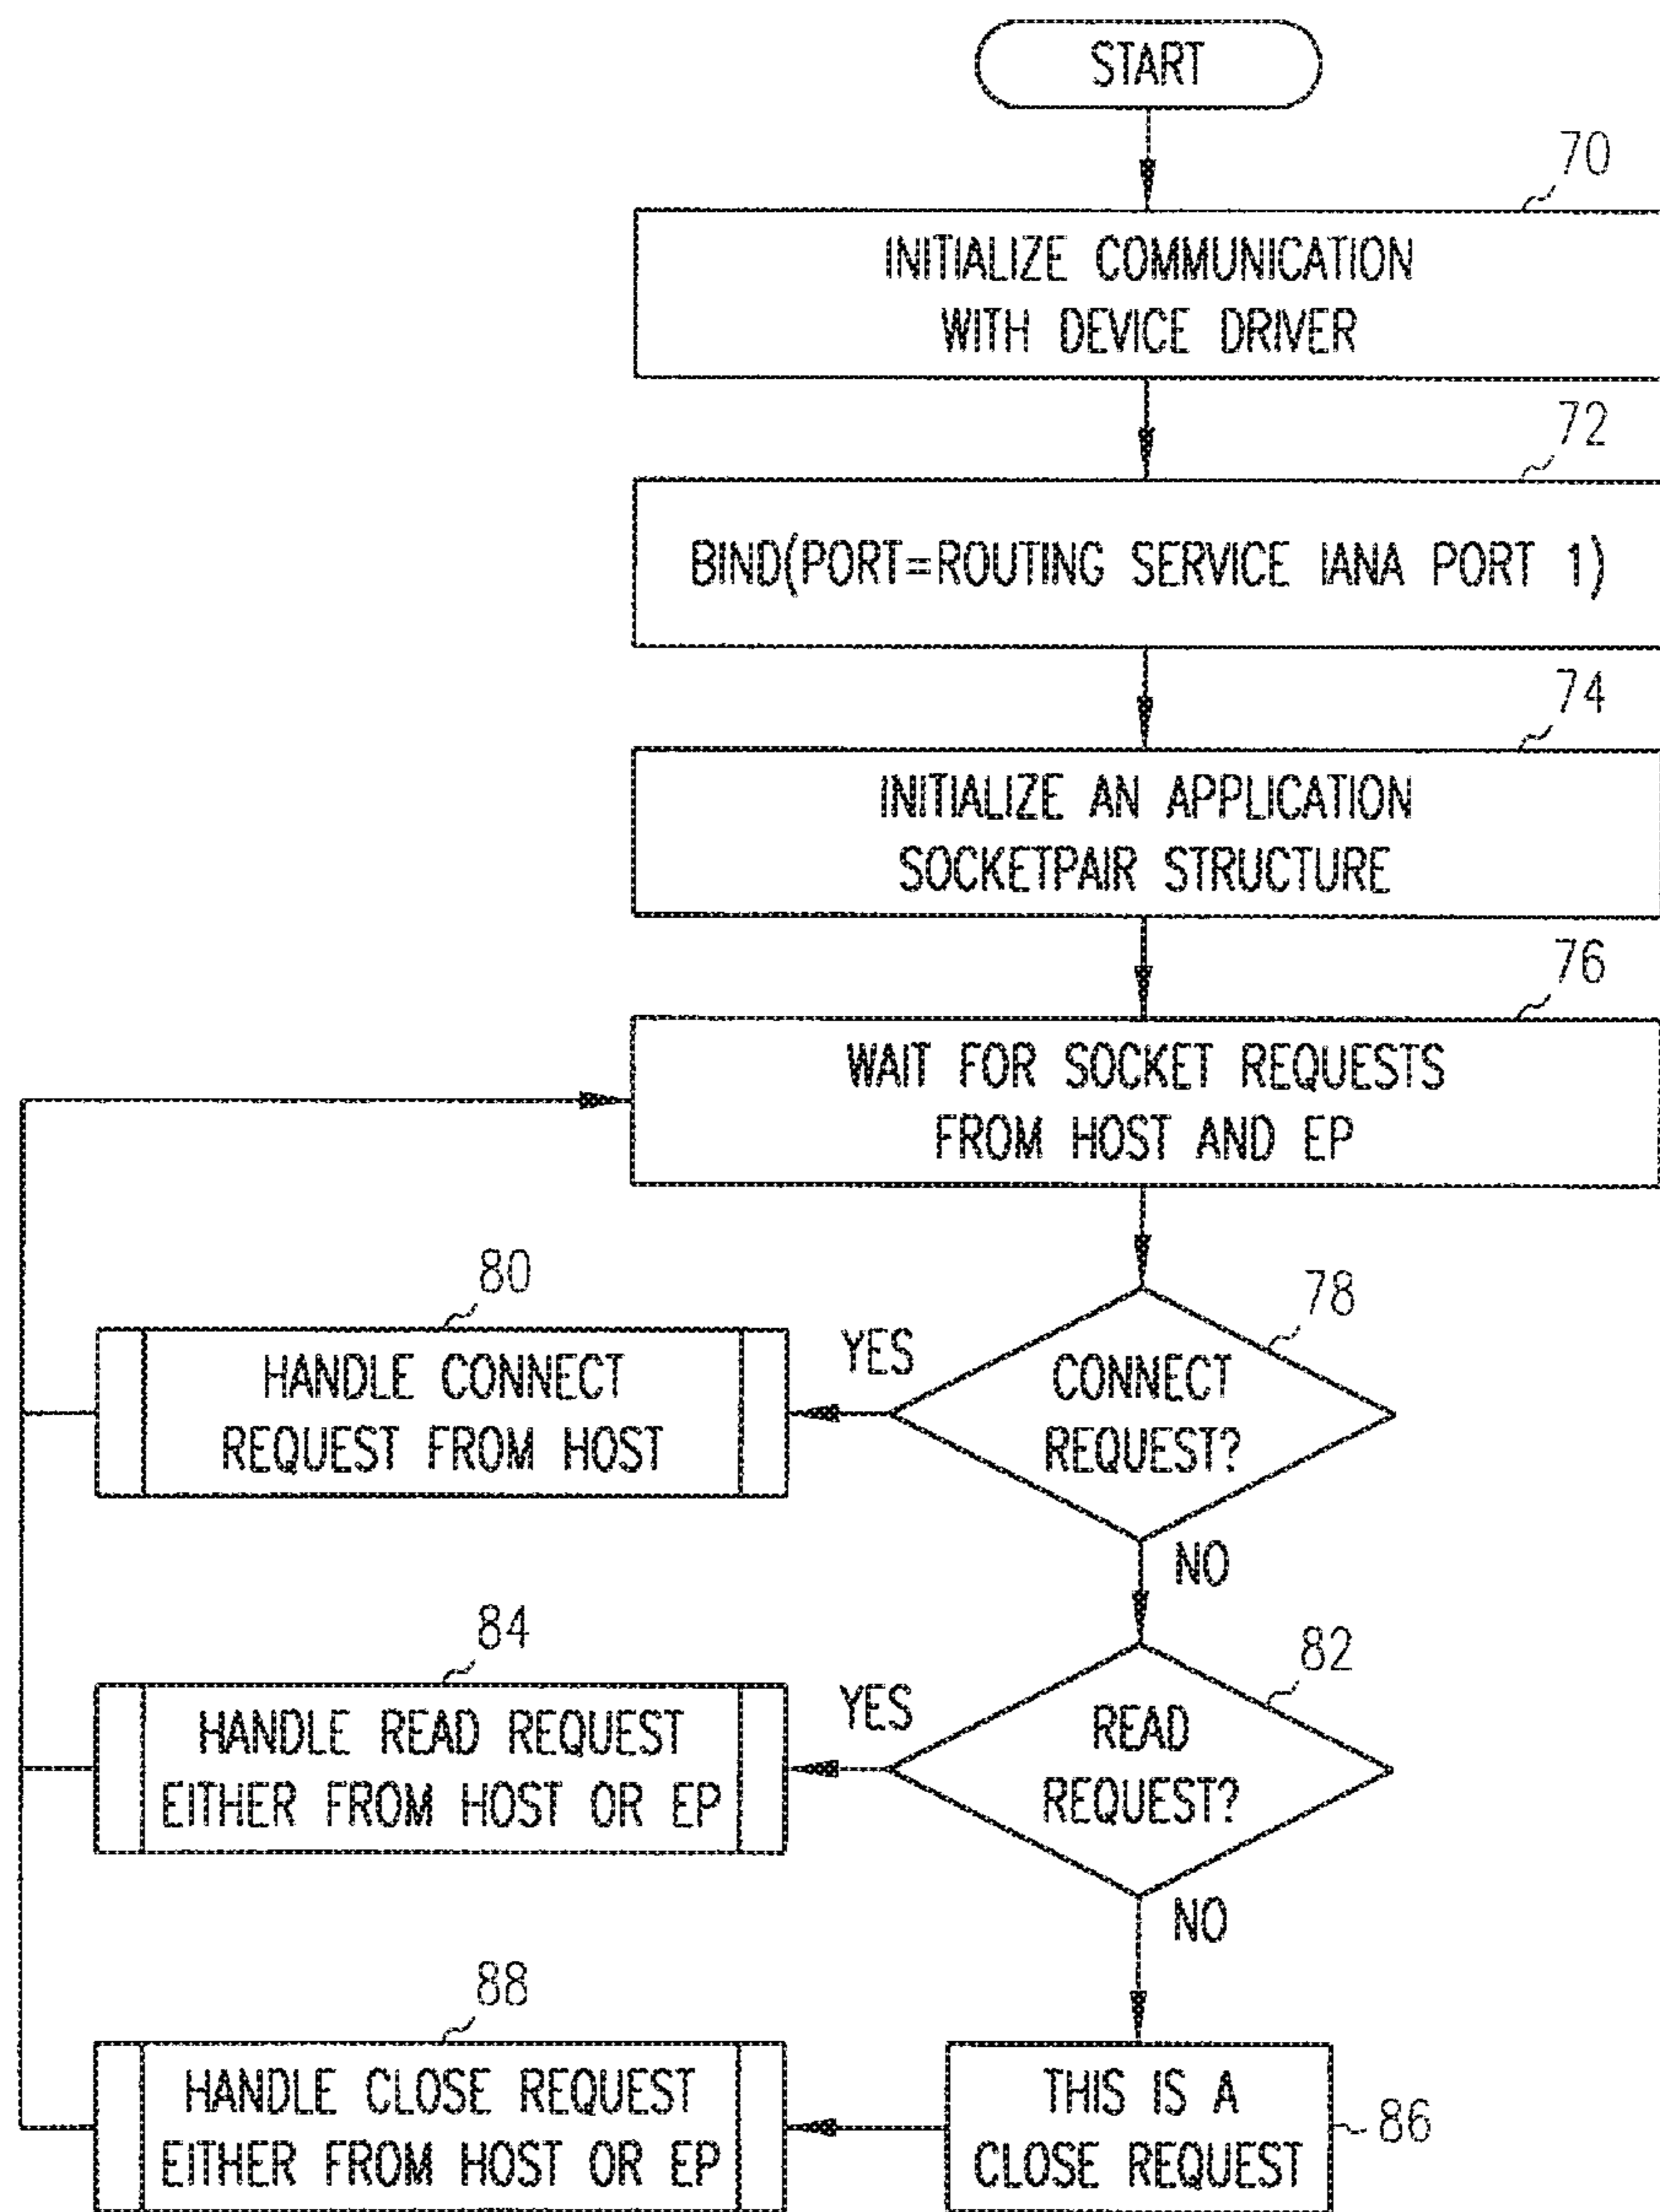 START
70
INITIALIZE COMMUNICATION
WITH DEVICE DRIVER
72
BIND(PORT=ROUTING SERVICE IANA PORT 1)
74
INITIALIZE AN APPLICATION
SOCKETPAIR STRUCTURE
76
WAIT FOR SOCKET REQUESTS
FROM HOST AND EP
80
HANDLE CONNECT
REQUEST FROM HOST
YES
78
CONNECT
REQUEST?
NO
84
HANDLE READ REQUEST
EITHER FROM HOST OR EP
YES
82
READ
REQUEST?
NO
88
HANDLE CLOSE REQUEST
EITHER FROM HOST OR EP
THIS IS A
CLOSE REQUEST
86